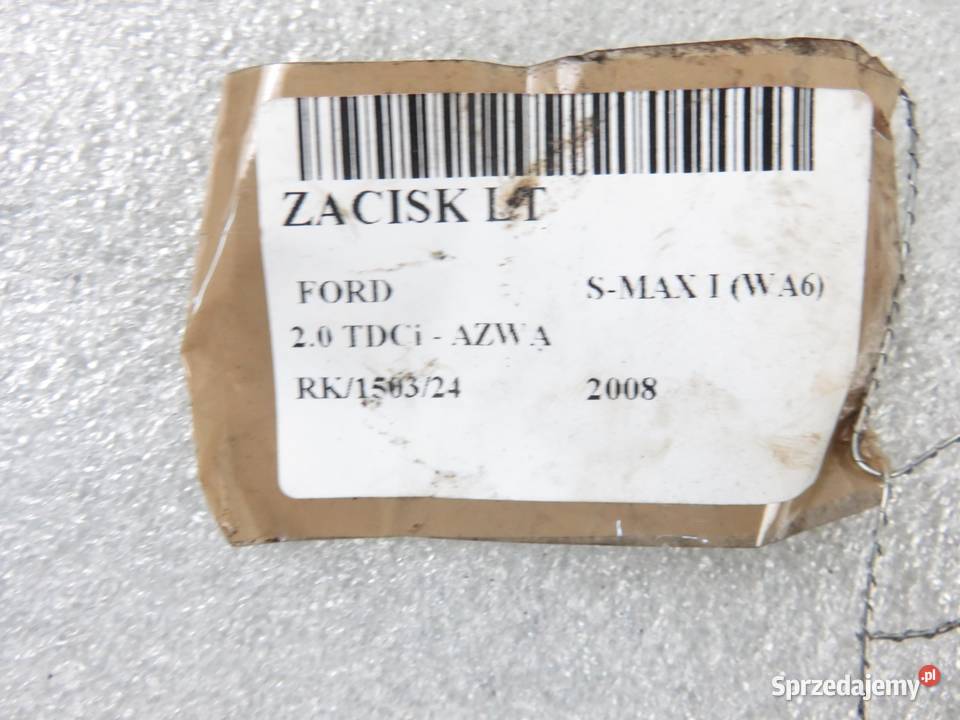 ZACISK LT
FORD S-MAX I (WA6)
2.0 TDCi - AZWA
RK/1503/24 2008
Sprzedajemy.pl